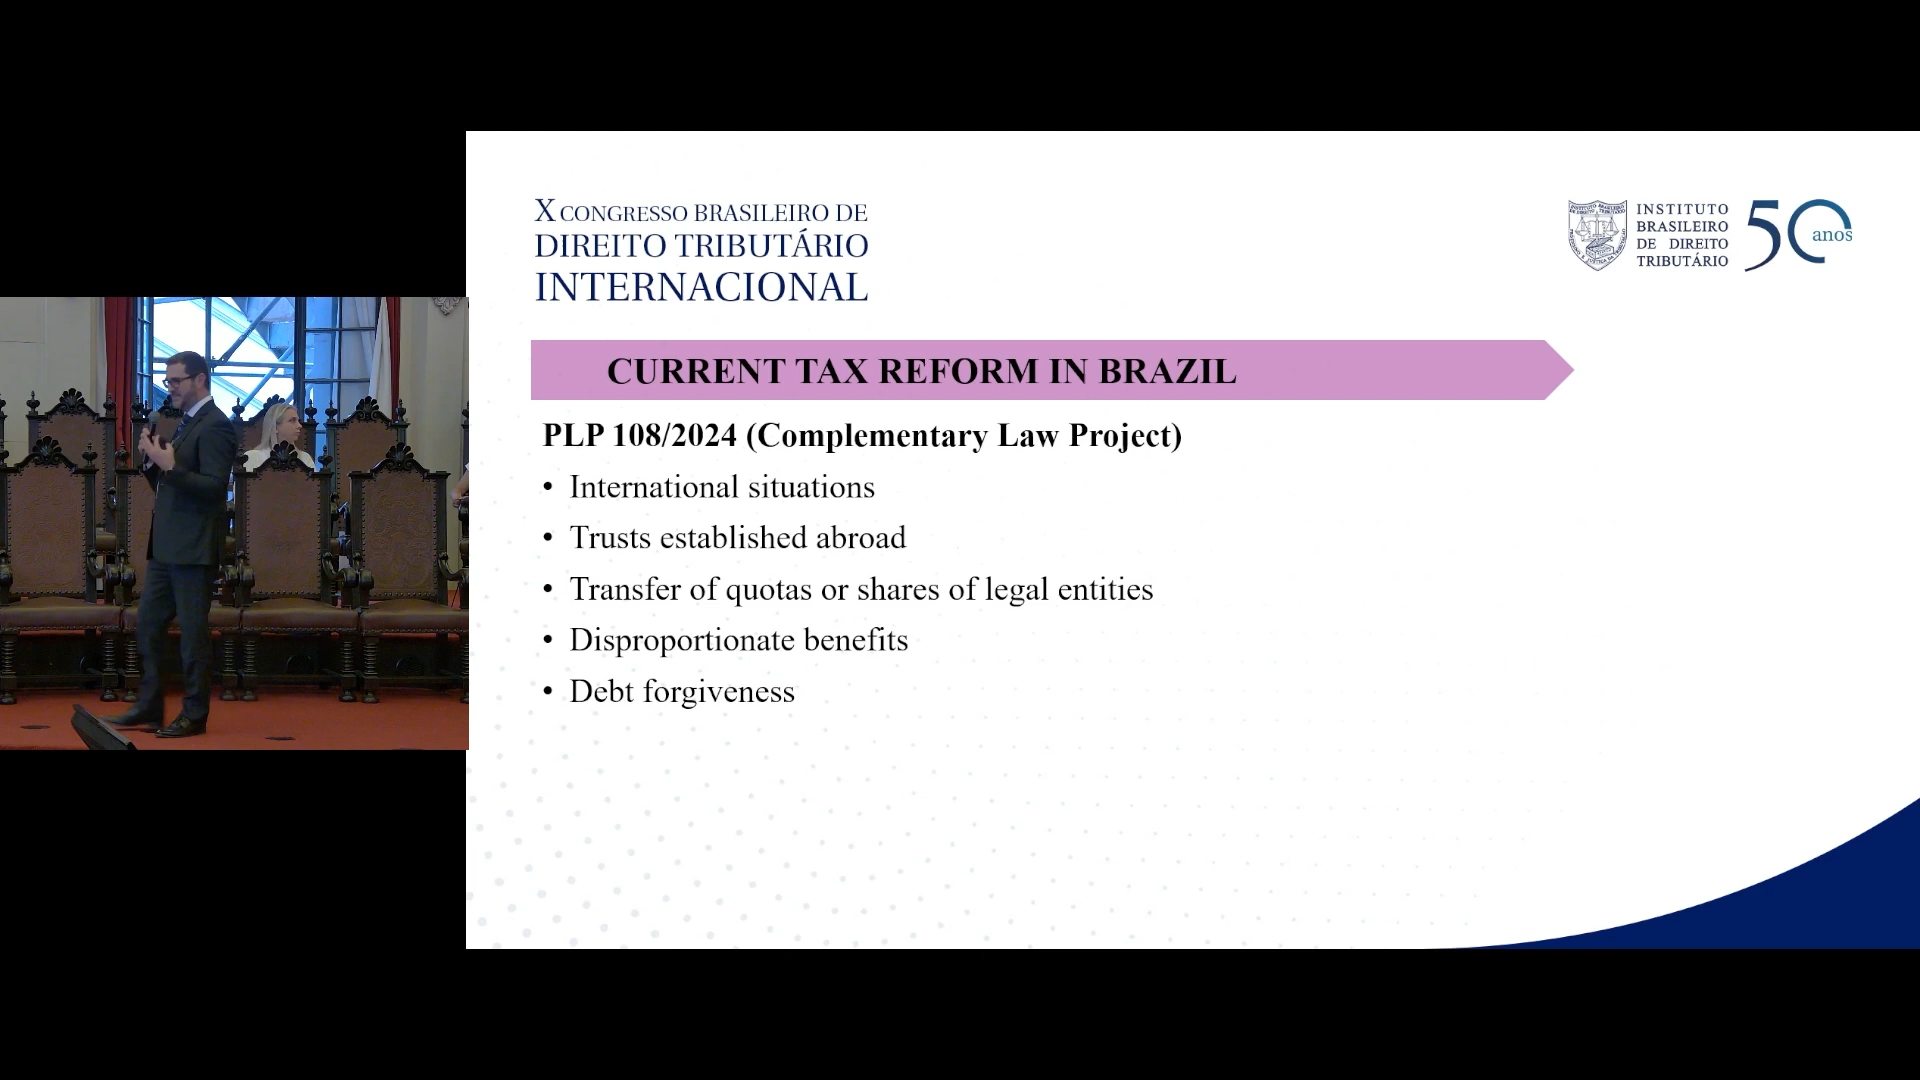 X CONGRESSO BRASILEIRO DE
DIREITO TRIBUTÁRIO
INTERNACIONAL
INSTITUTO
BRASILEIRO
DE DIREITO
TRIBUTÁRIO
50 anos
CURRENT TAX REFORM IN BRAZIL
PLP 108/2024 (Complementary Law Project)
• International situations
• Trusts established abroad
• Transfer of quotas or shares of legal entities
• Disproportionate benefits
• Debt forgiveness